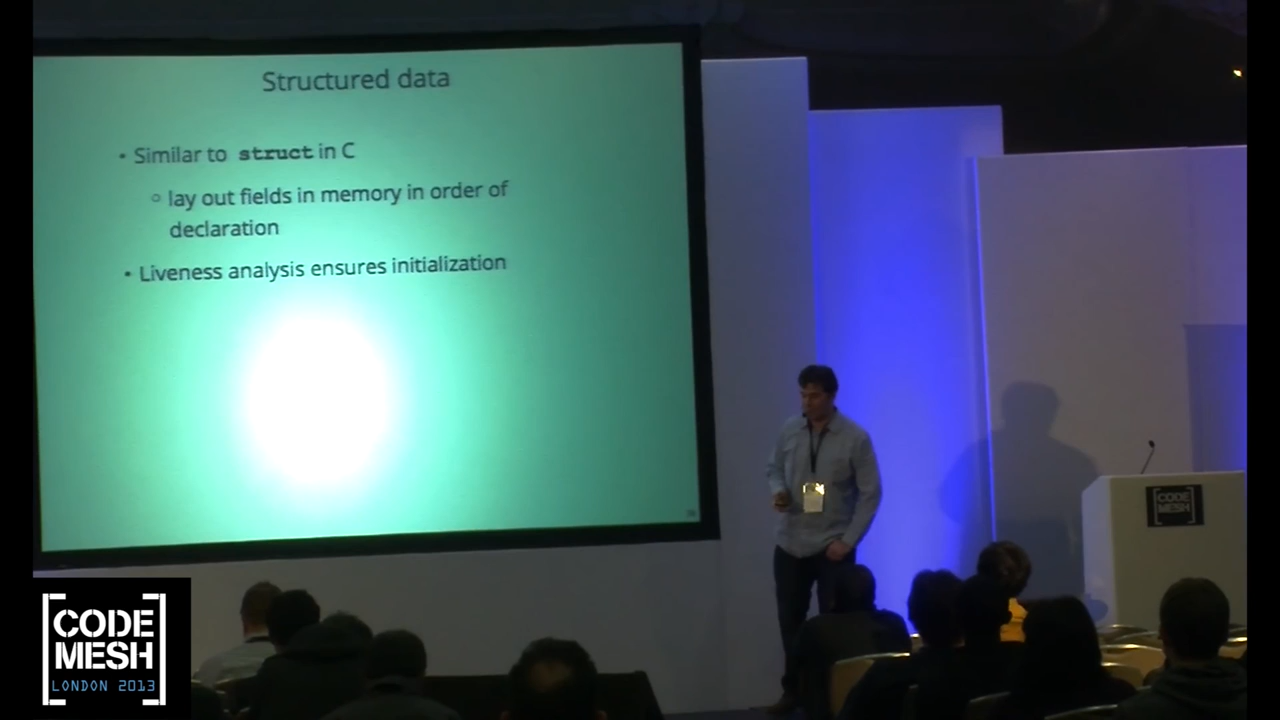 Structured data
• Similar to struct in C
○ lay out fields in memory in order of
declaration
• Liveness analysis ensures initialization
[CODE
MESH]
CODE
MESH
LONDON 2013